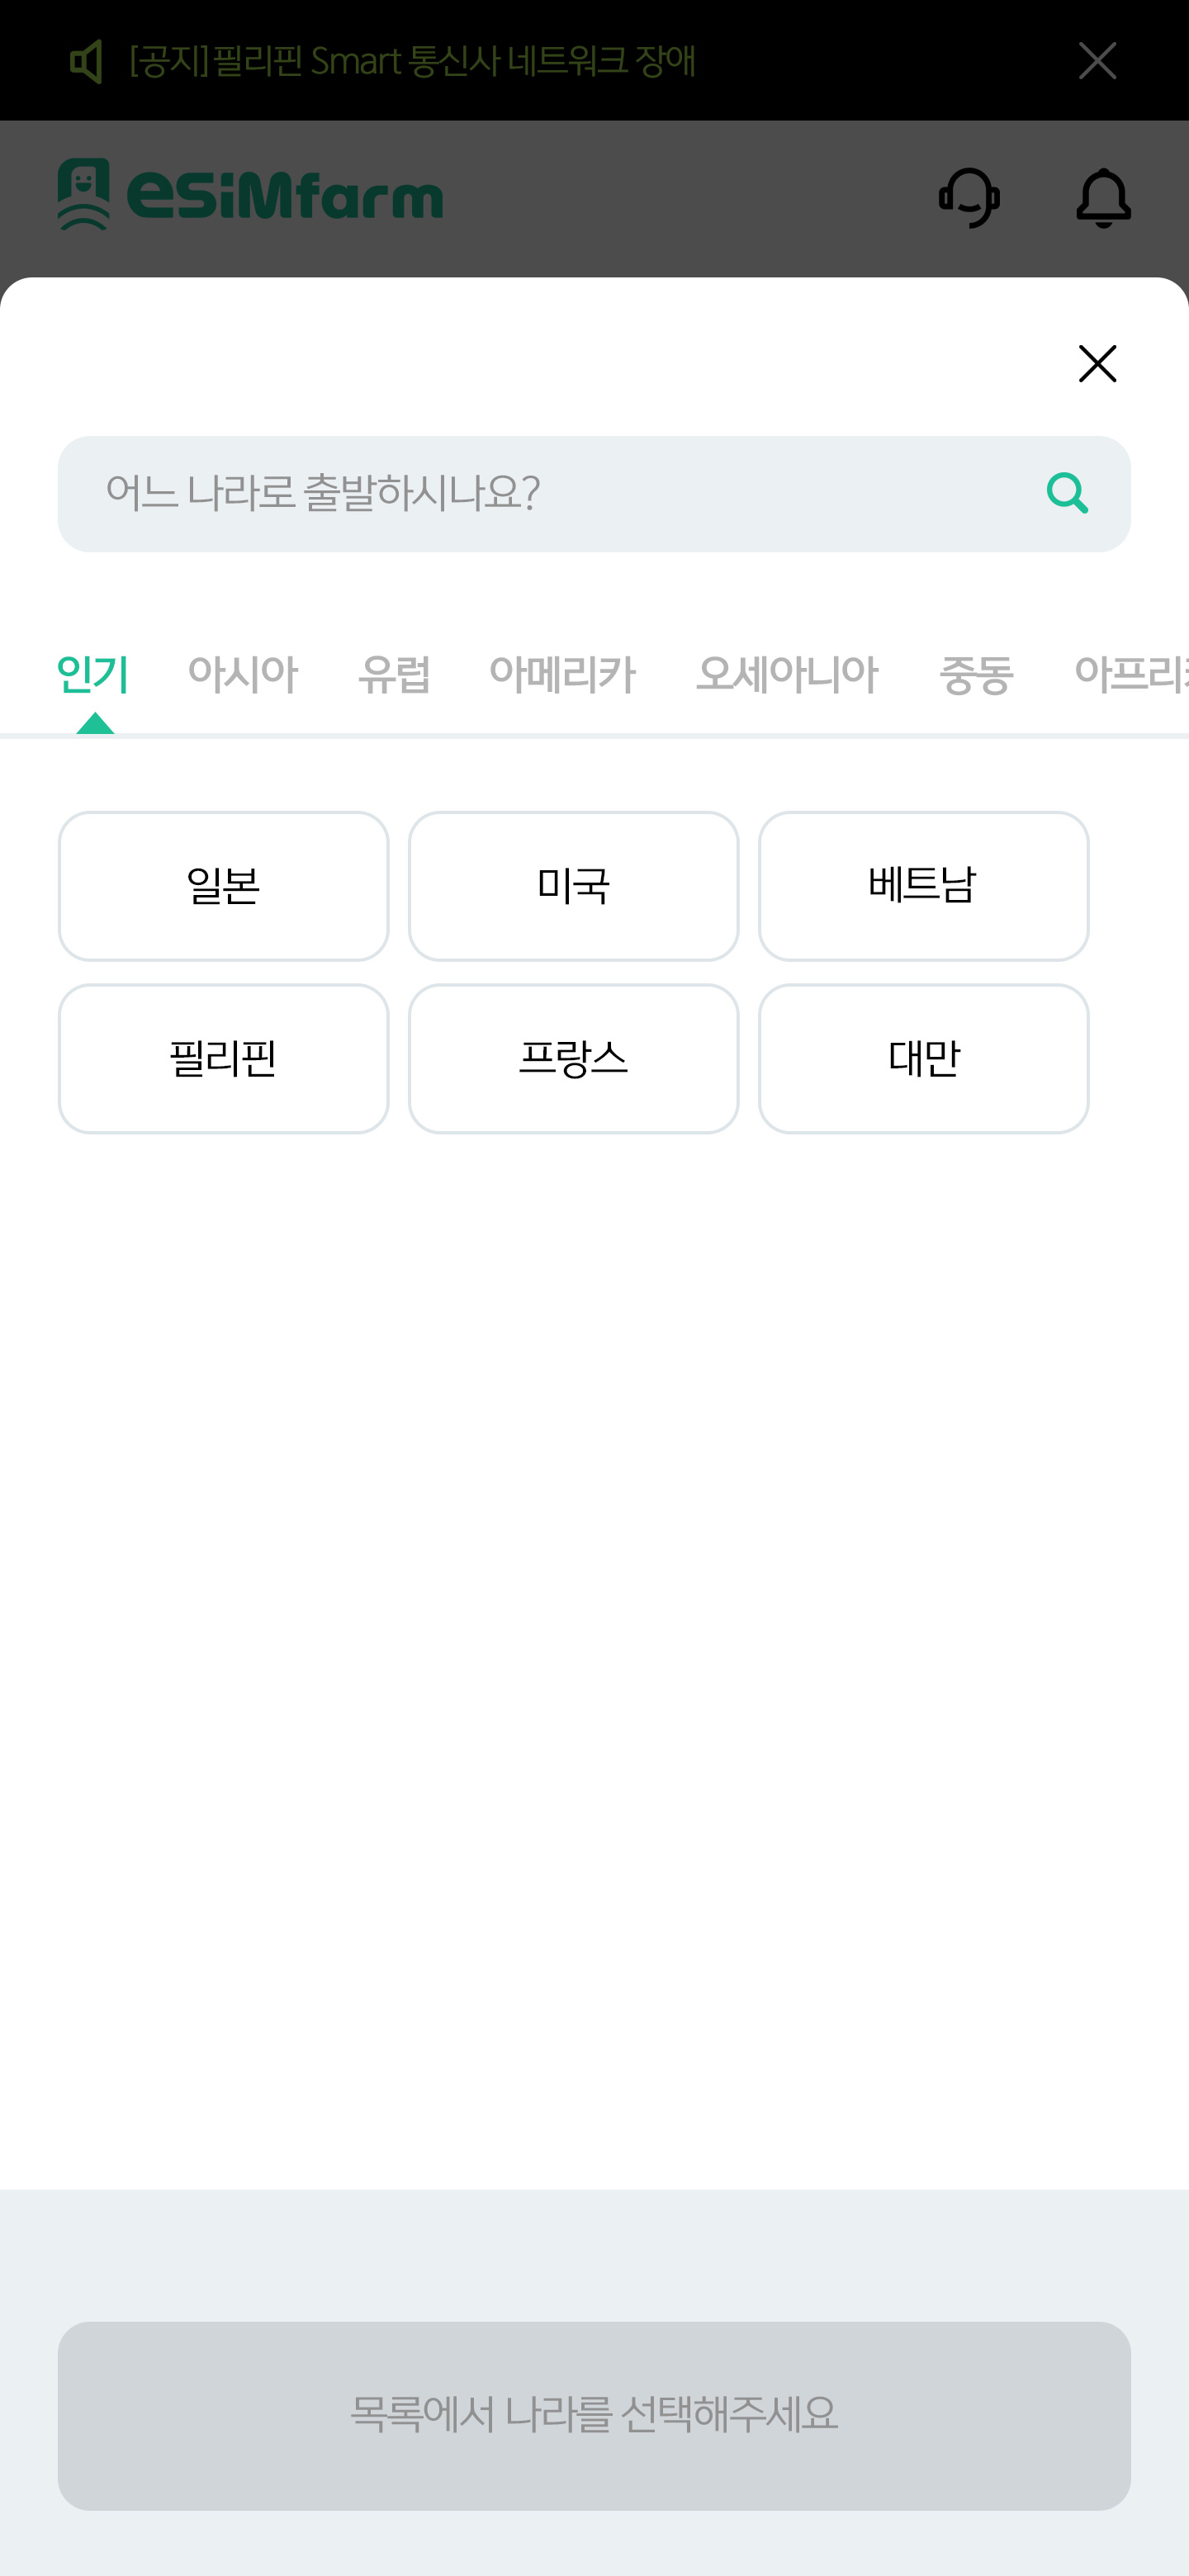 [공지]필리핀 Smart 통신사 네트워크 장애
eSiMfarm
어느 나라로 출발하시나요?
인기 아시아 유럽 아메리카 오세아니아 중동 아프리카
일본 미국 베트남
필리핀 프랑스 대만
목록에서 나라를 선택해주세요